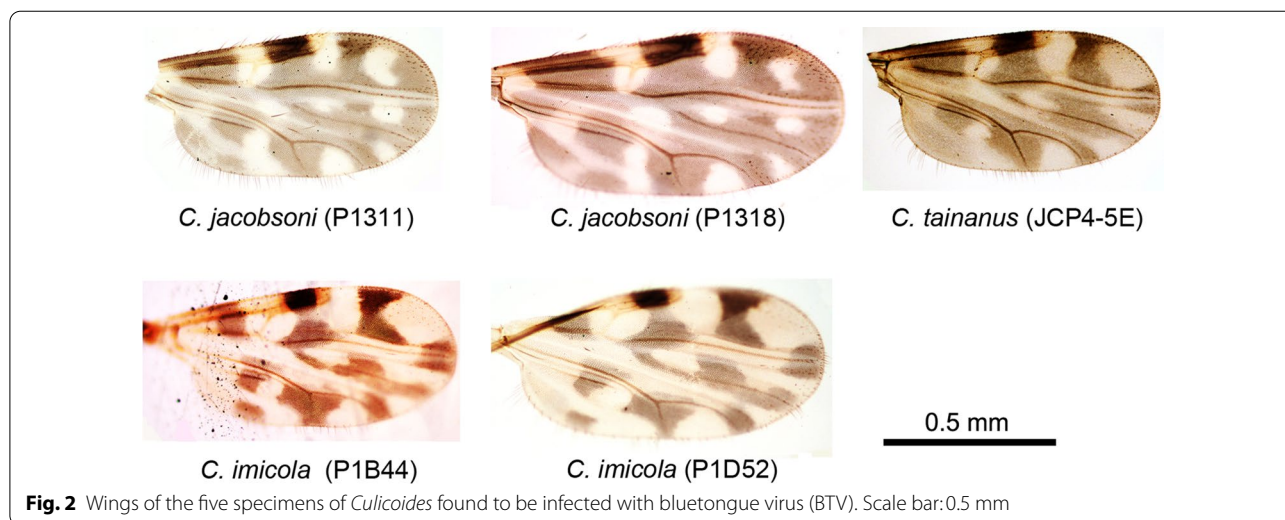 C. jacobsoni (P1311)
C. jacobsoni (P1318)
C. tainanus (JCP4-5E)
C. imicola (P1B44)
C. imicola (P1D52)
0.5 mm
Fig. 2 Wings of the five specimens of Culicoides found to be infected with bluetongue virus (BTV). Scale bar: 0.5 mm